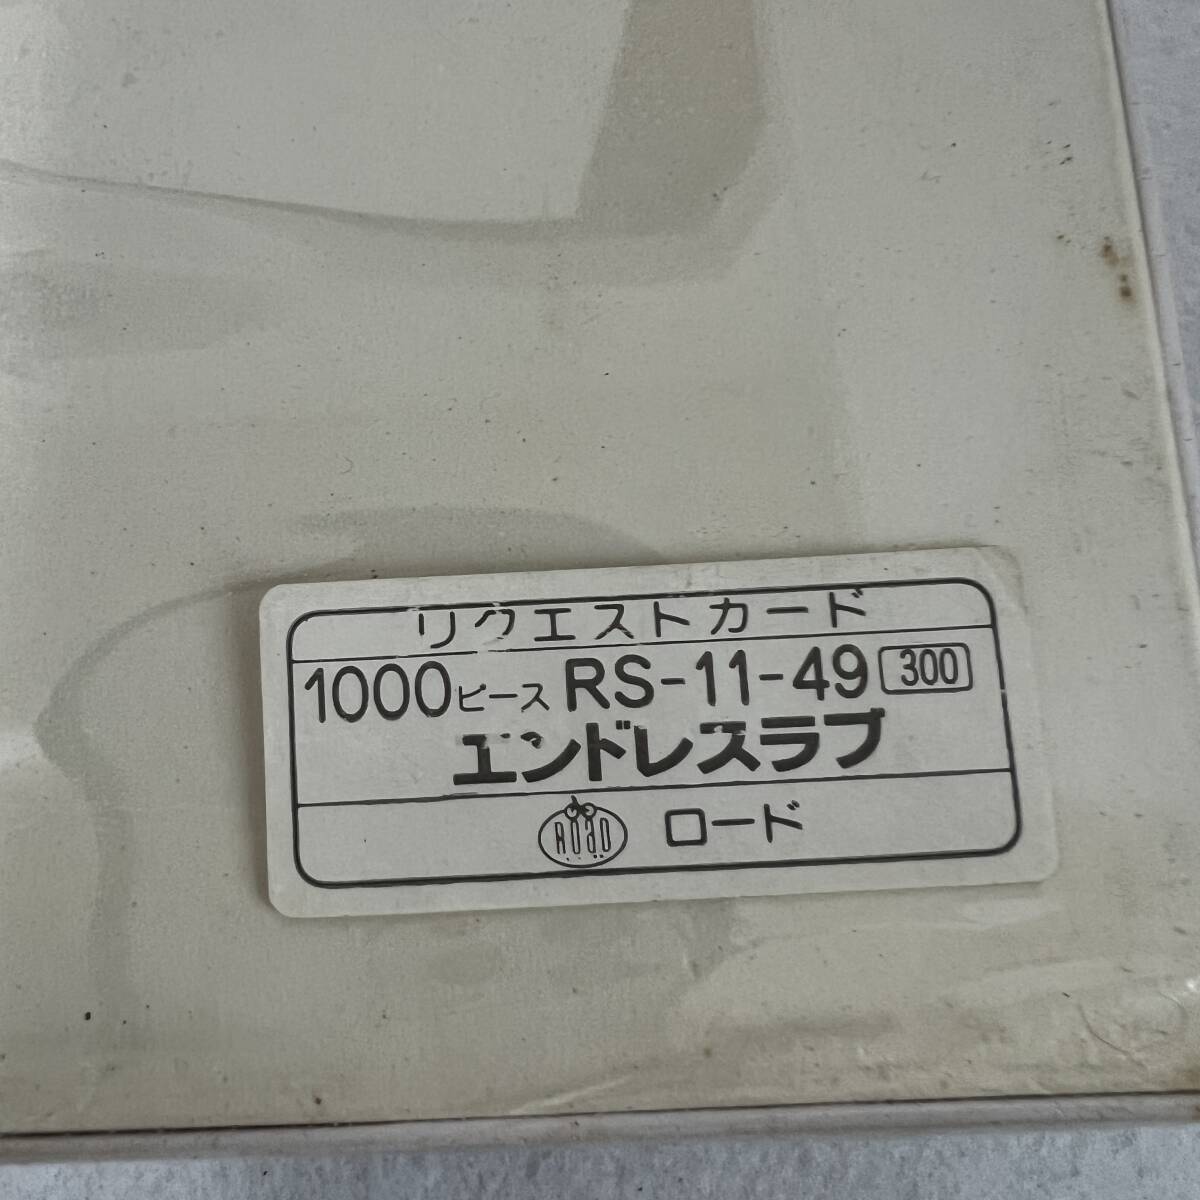 リクエストカード
1000ピース RS-11-49 300
エンドレスラブ
ROAD ロード